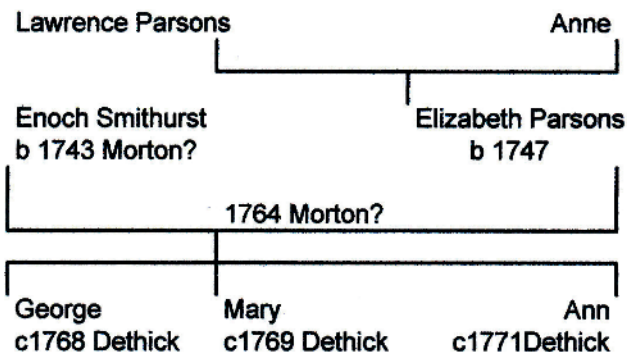 Lawrence Parsons Anne
Enoch Smithurst Elizabeth Parsons
b 1743 Morton? b 1747
1764 Morton?
George Mary Ann
c1768 Dethick c1769 Dethick c1771Dethick